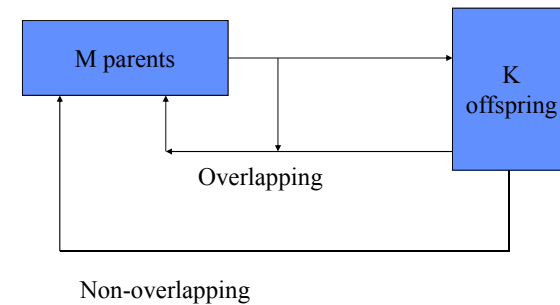 M parents
K
offspring
Overlapping
Non-overlapping